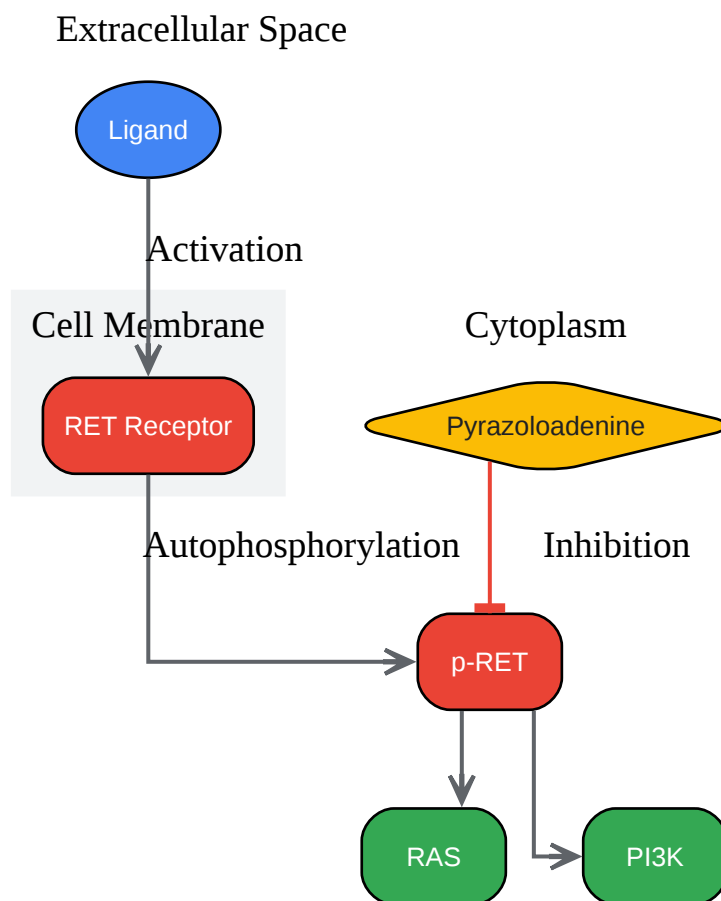 Extracellular Space
Ligand
Activation
Cell Membrane
Cytoplasm
RET Receptor
Pyrazoloadenine
Autophosphorylation
Inhibition
p-RET
RAS
PI3K